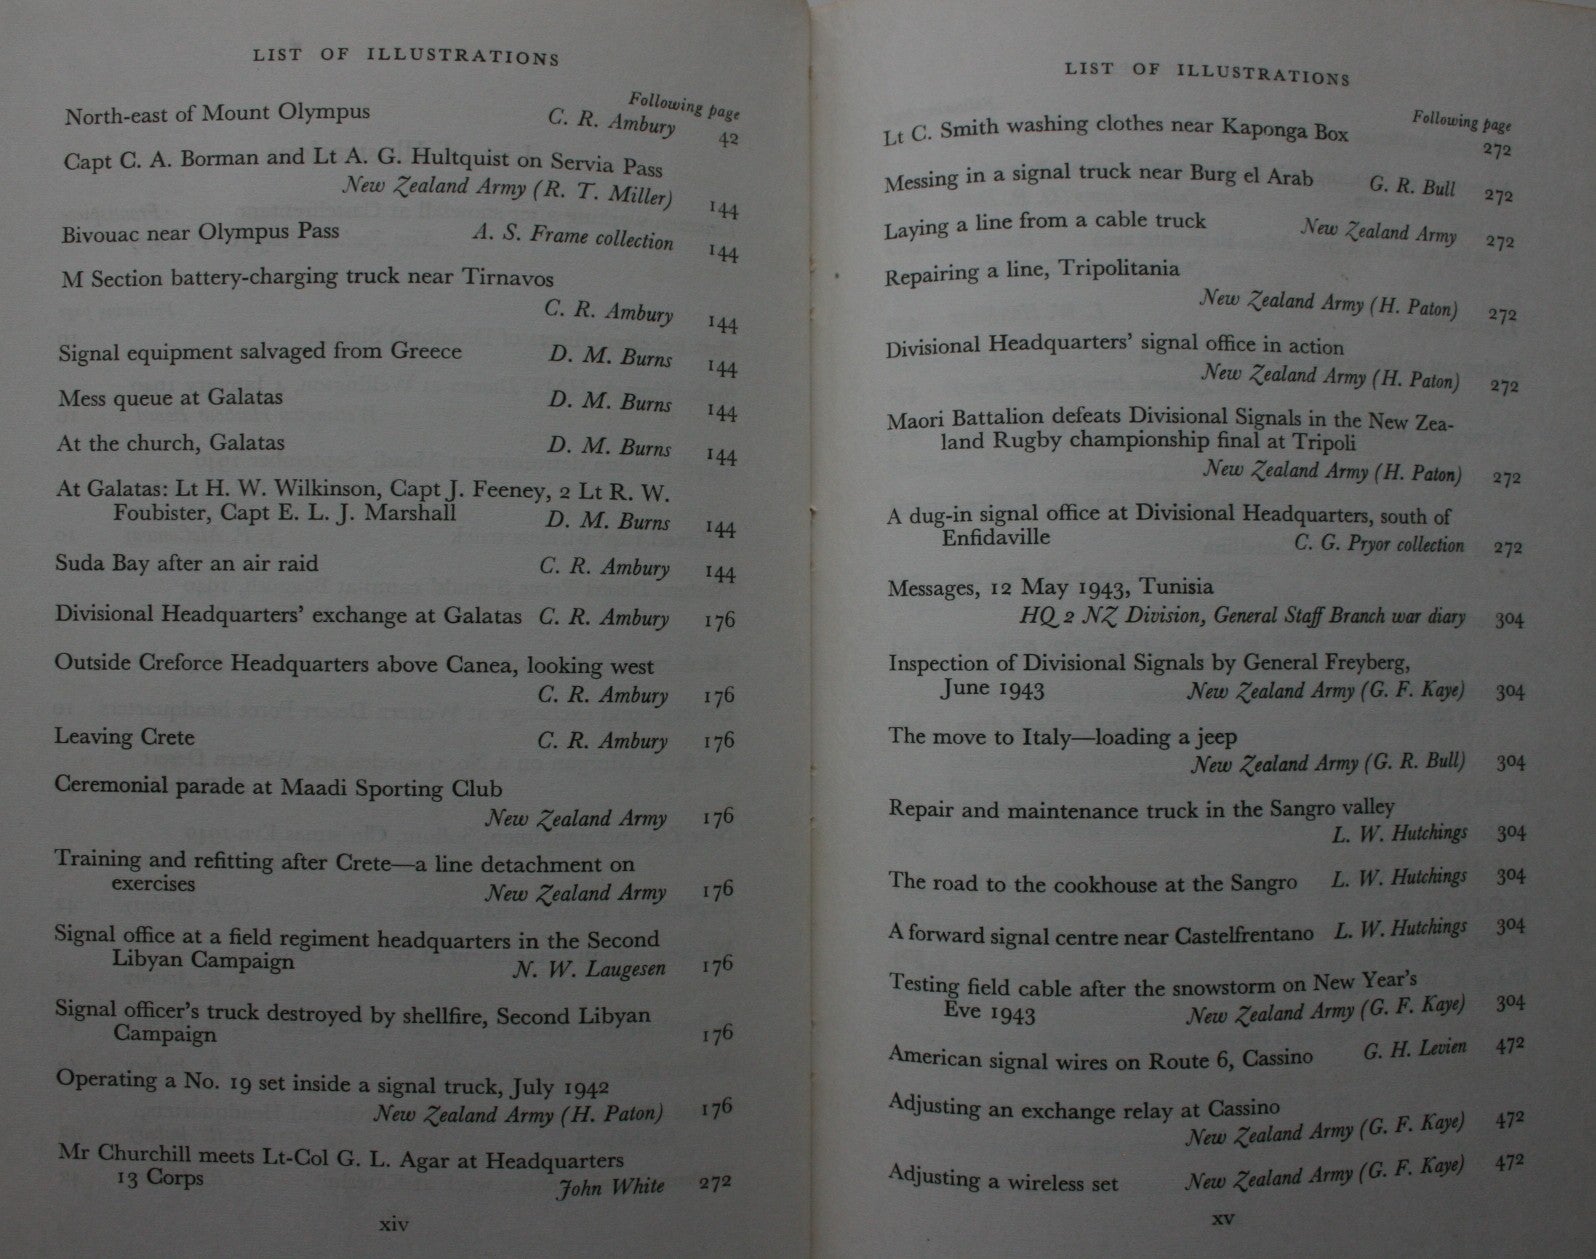 LIST OF ILLUSTRATIONS
Following page
North-east of Mount Olympus C. R. Ambury 42
Capt C. A. Borman and Lt A. G. Hultquist on Servia Pass
New Zealand Army (R. T. Miller) 144
Bivouac near Olympus Pass A. S. Frame collection 144
M Section battery-charging truck near Tirnavos
C. R. Ambury 144
Signal equipment salvaged from Greece D. M. Burns 144
Mess queue at Galatas D. M. Burns 144
At the church, Galatas D. M. Burns 144
At Galatas: Lt H. W. Wilkinson, Capt J. Feeney, 2 Lt R. W.
Foubister, Capt E. L. J. Marshall D. M. Burns 144
Suda Bay after an air raid C. R. Ambury 144
Divisional Headquarters' exchange at Galatas C. R. Ambury 176
Outside Creforce Headquarters above Canea, looking west
C. R. Ambury 176
Leaving Crete C. R. Ambury 176
Ceremonial parade at Maadi Sporting Club
New Zealand Army 176
Training and refitting after Crete—a line detachment on
exercises New Zealand Army 176
Signal office at a field regiment headquarters in the Second
Libyan Campaign N. W. Laugesen 176
Signal officer's truck destroyed by shellfire, Second Libyan
Campaign 176
Operating a No. 19 set inside a signal truck, July 1942
New Zealand Army (H. Paton) 176
Mr Churchill meets Lt-Col G. L. Agar at Headquarters
13 Corps John White 272
xiv
LIST OF ILLUSTRATIONS
Following page
Lt C. Smith washing clothes near Kaponga Box 272
Messing in a signal truck near Burg el Arab G. R. Bull 272
Laying a line from a cable truck New Zealand Army 272
Repairing a line, Tripolitania
New Zealand Army (H. Paton) 272
Divisional Headquarters' signal office in action
New Zealand Army (H. Paton) 272
Maori Battalion defeats Divisional Signals in the New Zea-
land Rugby championship final at Tripoli
New Zealand Army (H. Paton) 272
A dug-in signal office at Divisional Headquarters, south of
Enfidaville C. G. Pryor collection 272
Messages, 12 May 1943, Tunisia
HQ 2 NZ Division, General Staff Branch war diary 304
Inspection of Divisional Signals by General Freyberg,
June 1943 New Zealand Army (G. F. Kaye) 304
The move to Italy—loading a jeep
New Zealand Army (G. R. Bull) 304
Repair and maintenance truck in the Sangro valley
L. W. Hutchings 304
The road to the cookhouse at the Sangro L. W. Hutchings 304
A forward signal centre near Castelfrentano L. W. Hutchings 304
Testing field cable after the snowstorm on New Year's
Eve 1943 New Zealand Army (G. F. Kaye) 304
American signal wires on Route 6, Cassino G. H. Levien 472
Adjusting an exchange relay at Cassino
New Zealand Army (G. F. Kaye) 472
Adjusting a wireless set New Zealand Army (G. F. Kaye) 472
xv